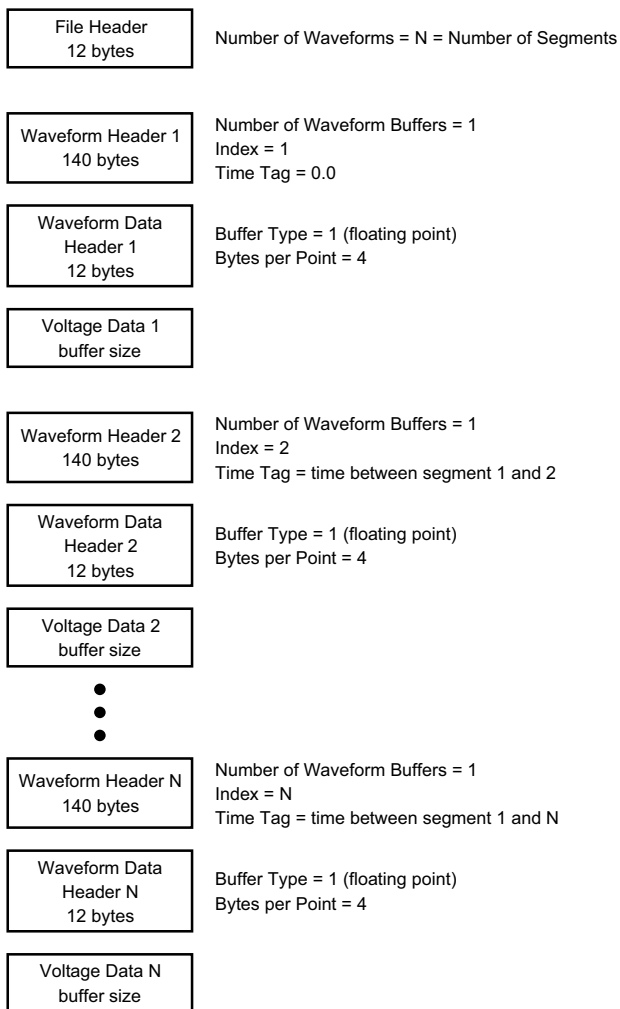 File Header
12 bytes
Number of Waveforms = N = Number of Segments
Waveform Header 1
140 bytes
Number of Waveform Buffers = 1
Index = 1
Time Tag = 0.0
Waveform Data
Header 1
12 bytes
Buffer Type = 1 (floating point)
Bytes per Point = 4
Voltage Data 1
buffer size
Waveform Header 2
140 bytes
Number of Waveform Buffers = 1
Index = 2
Time Tag = time between segment 1 and 2
Waveform Data
Header 2
12 bytes
Buffer Type = 1 (floating point)
Bytes per Point = 4
Voltage Data 2
buffer size
Waveform Header N
140 bytes
Number of Waveform Buffers = 1
Index = N
Time Tag = time between segment 1 and N
Waveform Data
Header N
12 bytes
Buffer Type = 1 (floating point)
Bytes per Point = 4
Voltage Data N
buffer size